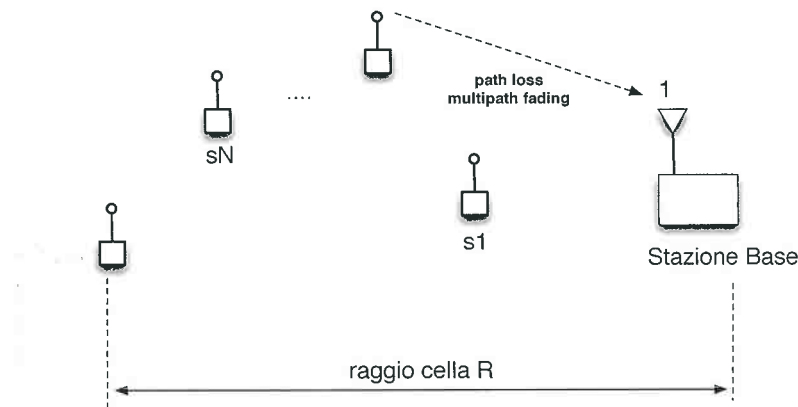 path loss
multipath fading
1
....
sN
s1
Stazione Base
raggio cella R